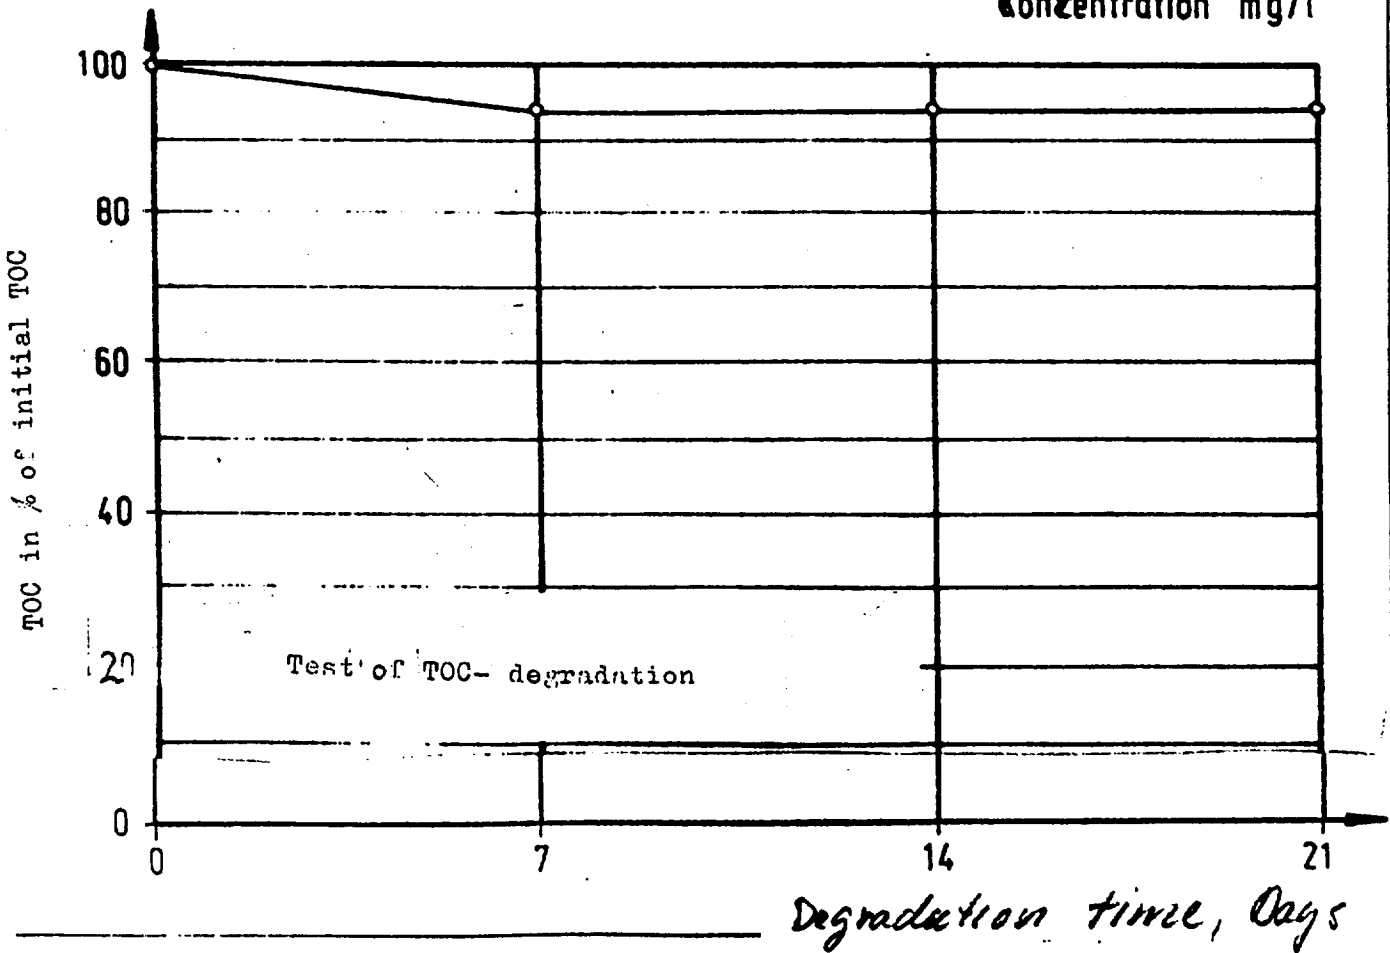 Konzentration mg/l
100
80
60
40
20
0
TOC in % of initial TOC
Test of TOC- degradation
0 7 14 21
Degradation time, Days